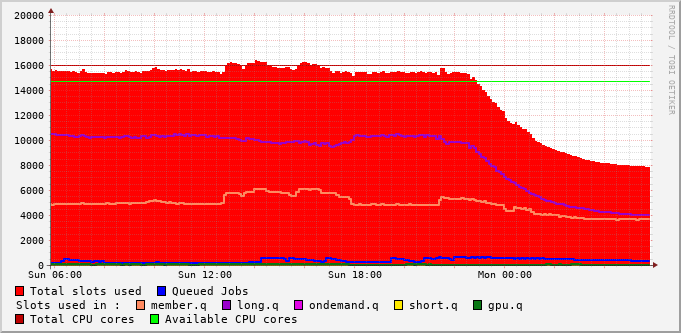 20000
18000
16000
14000
12000
10000
8000
6000
4000
2000
0
Sun 06:00 Sun 12:00 Sun 18:00 Mon 00:00
RRDTOOL / TOBI OETIKER
Total slots used Queued Jobs
Slots used in : member.q long.q ondemand.q short.q gpu.q
Total CPU cores Available CPU cores